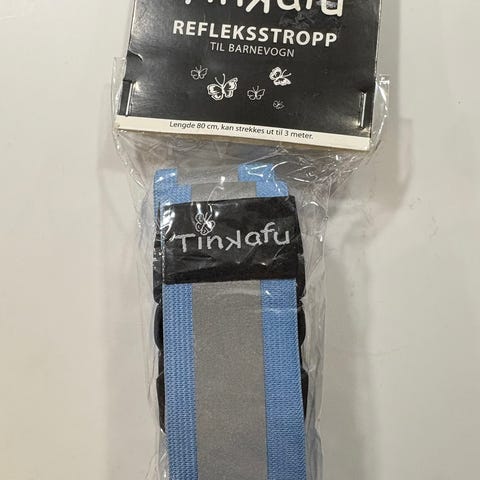 Tinkafu
REFLEKSSTROPP
TIL BARNEVOGN
Lengde 80 cm, kan strekkes ut til 3 meter.
Tinkafu